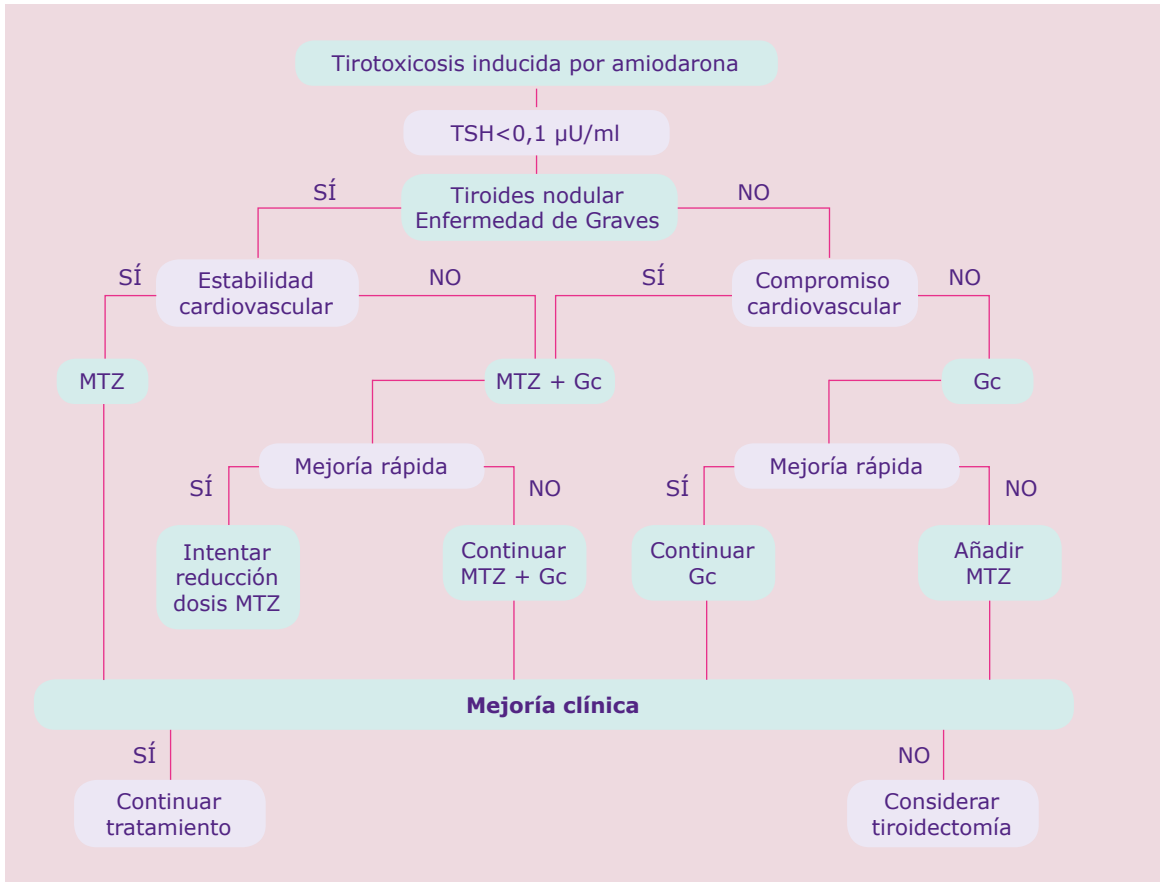 Tirotoxicosis inducida por amiodarona
TSH<0,1 µU/ml
SÍ
Tiroides nodular
Enfermedad de Graves
NO
SÍ
Estabilidad
cardiovascular
NO
SÍ
Compromiso
cardiovascular
NO
MTZ
MTZ + Gc
Gc
Mejoría rápida
Mejoría rápida
SÍ
NO
SÍ
NO
Intentar
reducción
dosis MTZ
Continuar
MTZ + Gc
Continuar
Gc
Añadir
MTZ
Mejoría clínica
SÍ
NO
Continuar
tratamiento
Considerar
tiroidectomía